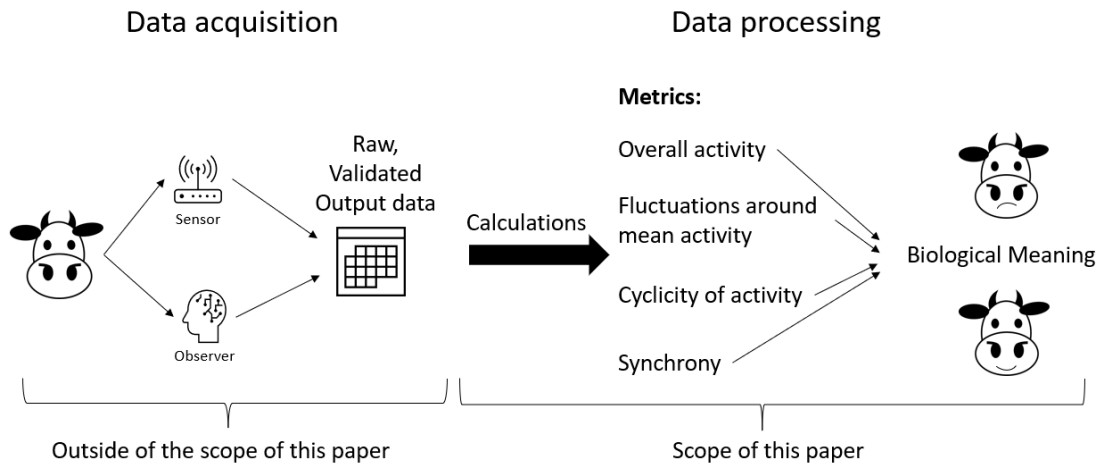 Data acquisition
Data processing
Sensor
Observer
Raw,
Validated
Output data
Calculations
Metrics:
Overall activity
Fluctuations around
mean activity
Cyclicity of activity
Synchrony
Biological Meaning
Outside of the scope of this paper
Scope of this paper